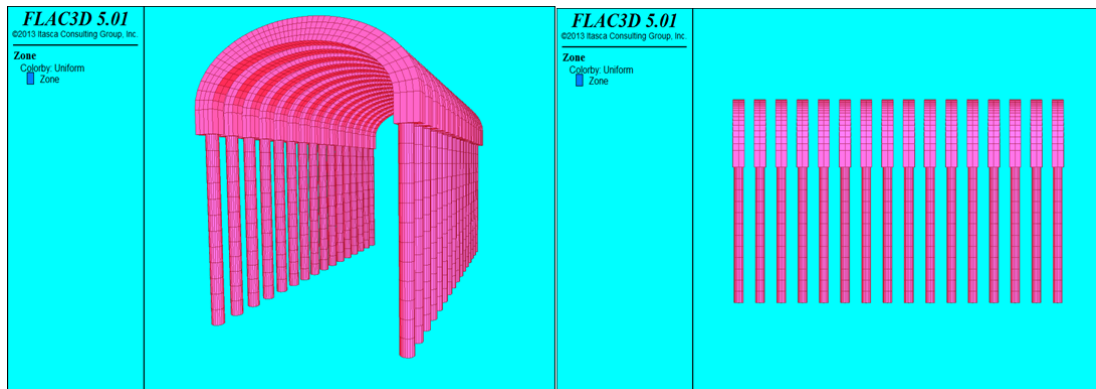 FLAC3D 5.01
©2013 Itasca Consulting Group, Inc.
Zone
Colorby: Uniform
Zone
FLAC3D 5.01
©2013 Itasca Consulting Group, Inc.
Zone
Colorby: Uniform
Zone